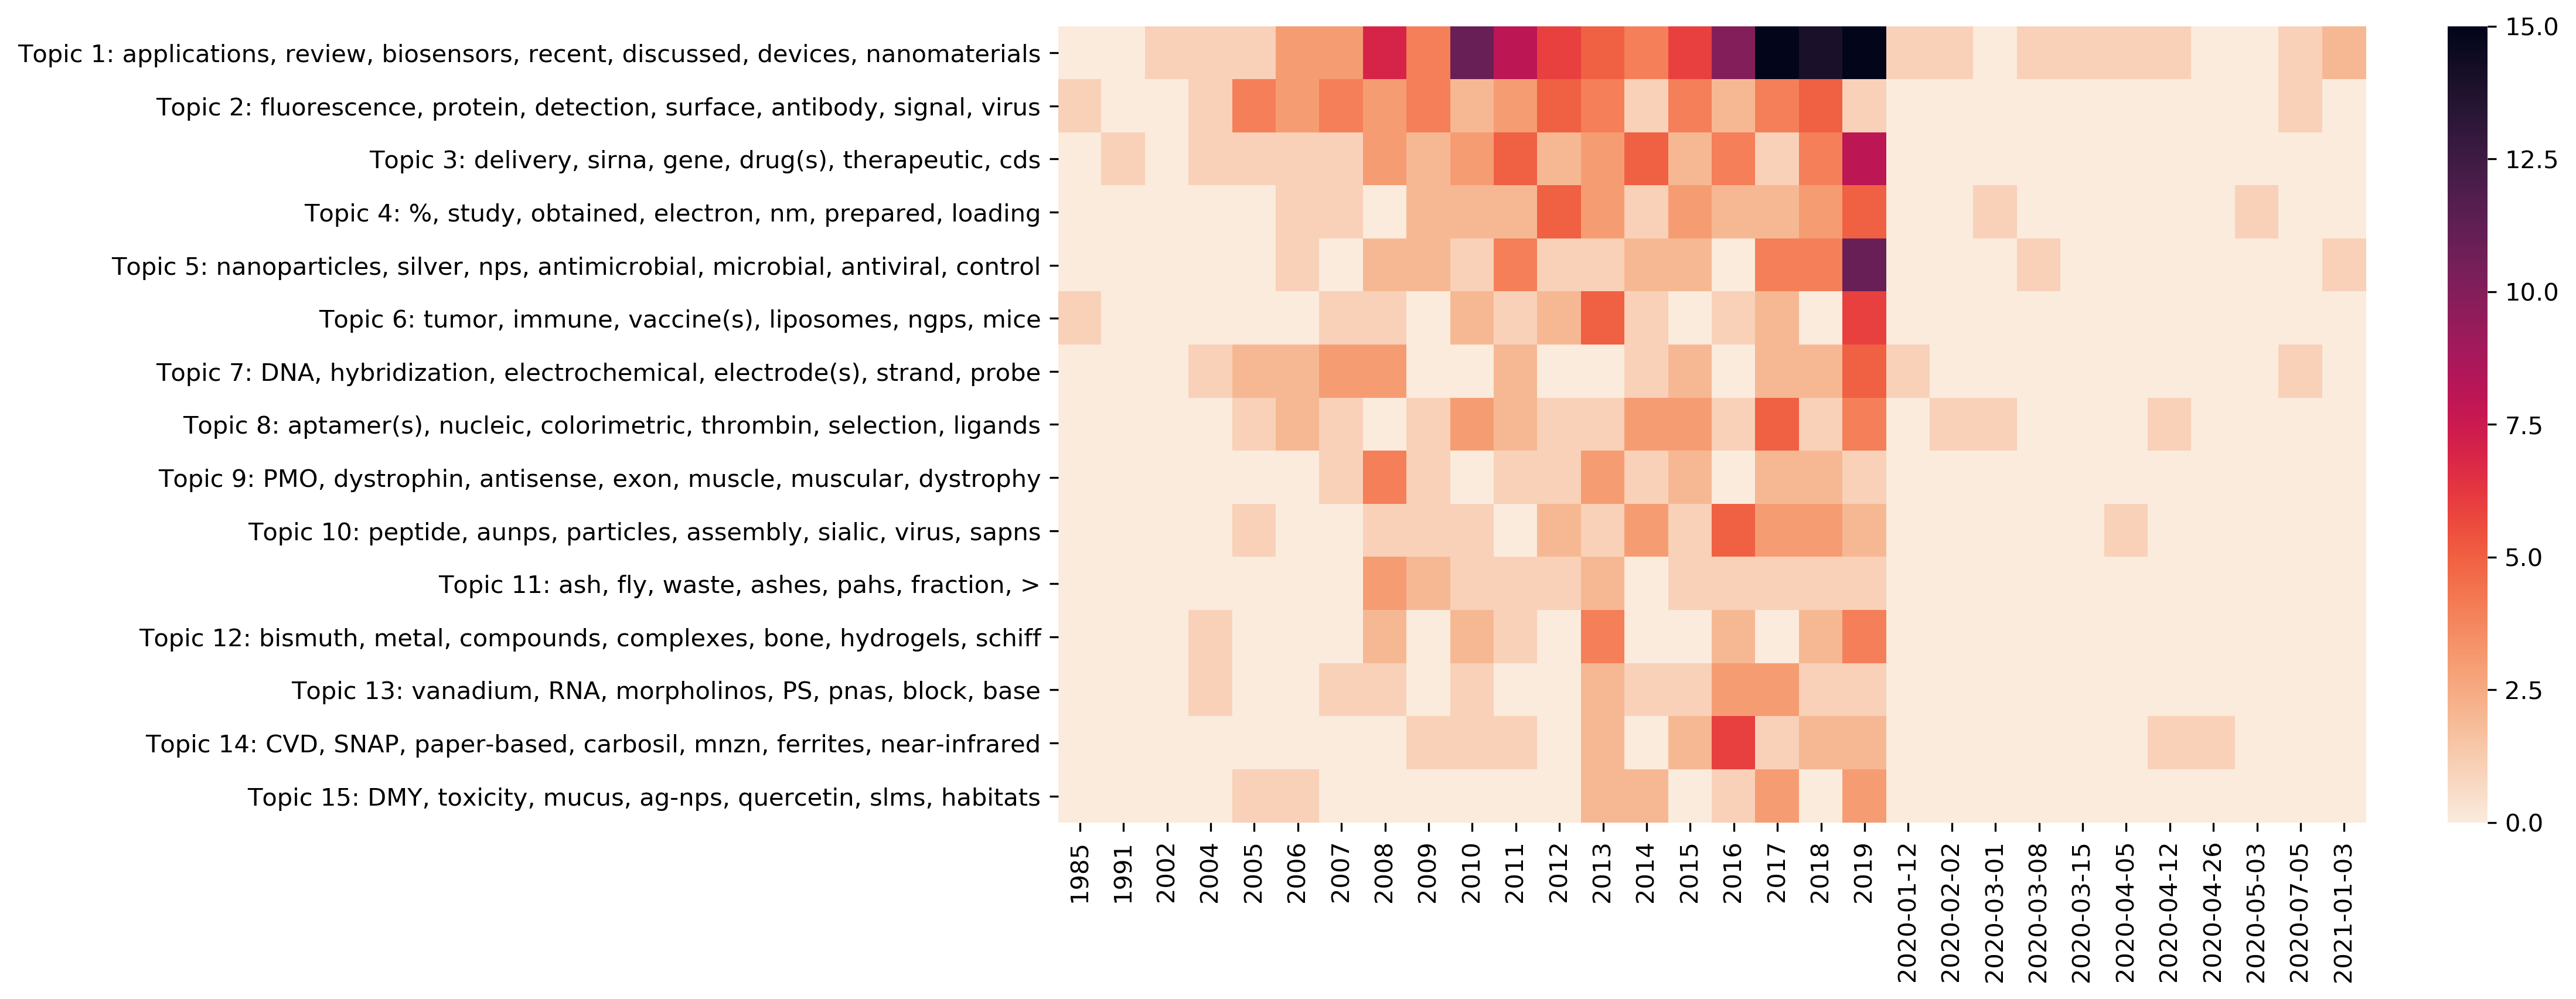 Topic 1: applications, review, biosensors, recent, discussed, devices, nanomaterials
Topic 2: fluorescence, protein, detection, surface, antibody, signal, virus
Topic 3: delivery, sirna, gene, drug(s), therapeutic, cds
Topic 4: %, study, obtained, electron, nm, prepared, loading
Topic 5: nanoparticles, silver, nps, antimicrobial, microbial, antiviral, control
Topic 6: tumor, immune, vaccine(s), liposomes, ngps, mice
Topic 7: DNA, hybridization, electrochemical, electrode(s), strand, probe
Topic 8: aptamer(s), nucleic, colorimetric, thrombin, selection, ligands
Topic 9: PMO, dystrophin, antisense, exon, muscle, muscular, dystrophy
Topic 10: peptide, aunps, particles, assembly, sialic, virus, sapns
Topic 11: ash, fly, waste, ashes, pahs, fraction, >
Topic 12: bismuth, metal, compounds, complexes, bone, hydrogels, schiff
Topic 13: vanadium, RNA, morpholinos, PS, pnas, block, base
Topic 14: CVD, SNAP, paper-based, carbosil, mnzn, ferrites, near-infrared
Topic 15: DMY, toxicity, mucus, ag-nps, quercetin, slms, habitats
1985
1991
2002
2004
2005
2006
2007
2008
2009
2010
2011
2012
2013
2014
2015
2016
2017
2018
2019
2020-01-12
2020-02-02
2020-03-01
2020-03-08
2020-03-15
2020-04-05
2020-04-12
2020-04-26
2020-05-03
2020-07-05
2021-01-03
15.0
12.5
10.0
7.5
5.0
2.5
0.0